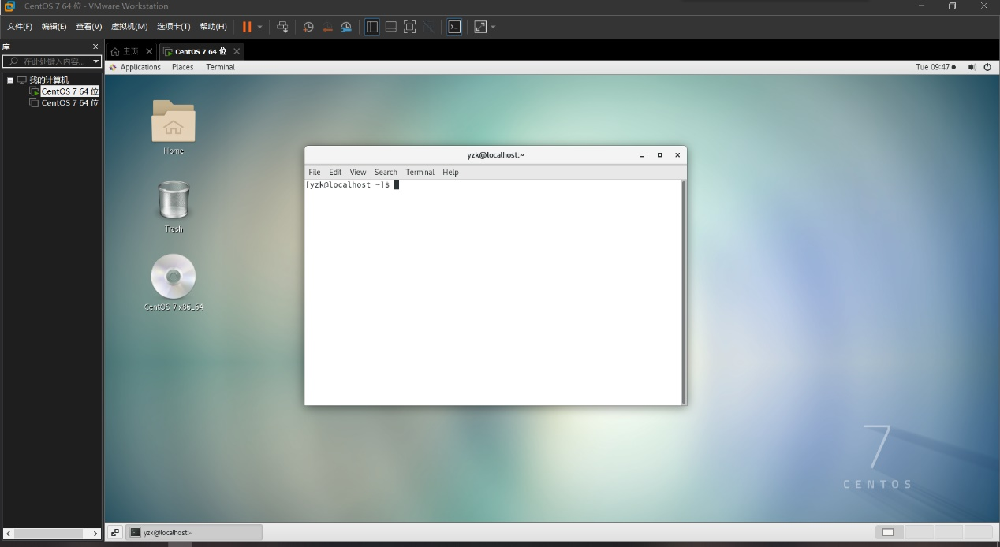 CentOS 7 64 位 - VMware Workstation
文件(F) 编辑(E) 查看(V) 虚拟机(M) 选项卡(T) 帮助(H)
库
在此处键入内容...
我的计算机
CentOS 7 64 位
CentOS 7 64 位
主页 CentOS 7 64 位
Applications Places Terminal Tue 09:47
Home
Trash
CentOS 7 x86_64
yzk@localhost:~
File Edit View Search Terminal Help
[yzk@localhost ~]$
7
CENTOS
yzk@localhost:~